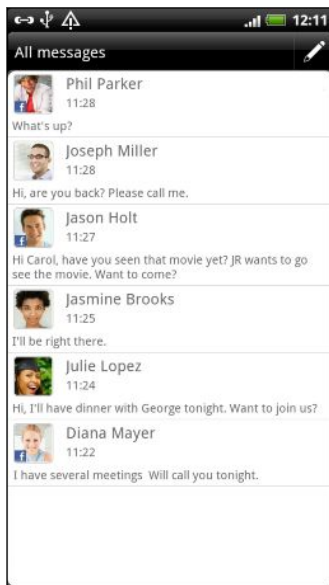 12:11
All messages
Phil Parker
11:28
What's up?
Joseph Miller
11:28
Hi, are you back? Please call me.
Jason Holt
11:27
Hi Carol, have you seen that movie yet? JR wants to go
see the movie. Want to come?
Jasmine Brooks
11:25
I'll be right there.
Julie Lopez
11:24
Hi, I'll have dinner with George tonight. Want to join us?
Diana Mayer
11:22
I have several meetings  Will call you tonight.